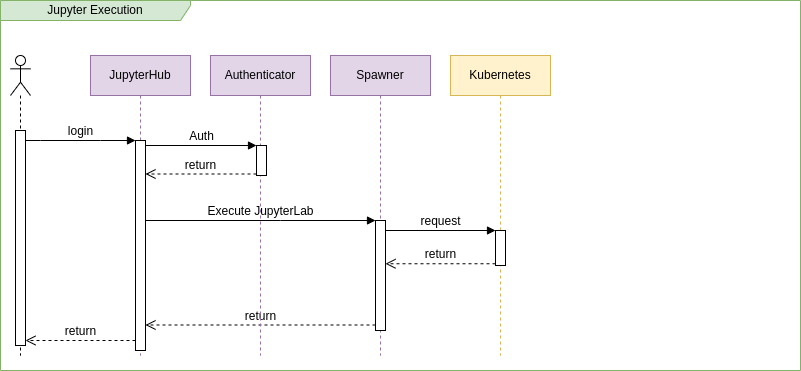 Jupyter Execution
JupyterHub
Authenticator
Spawner
Kubernetes
login
Auth
return
Execute JupyterLab
request
return
return
return